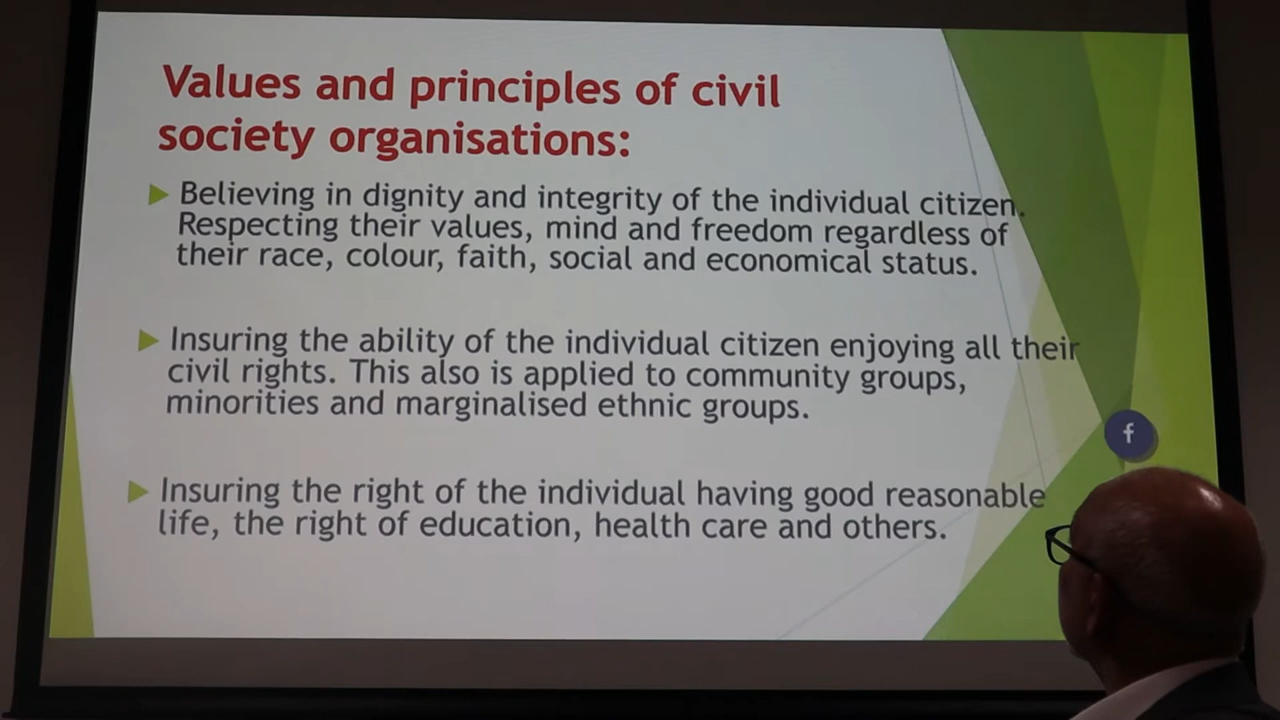 Values and principles of civil
society organisations:
Believing in dignity and integrity of the individual citizen.
Respecting their values, mind and freedom regardless of
their race, colour, faith, social and economical status.
Insuring the ability of the individual citizen enjoying all their
civil rights. This also is applied to community groups,
minorities and marginalised ethnic groups.
Insuring the right of the individual having good reasonable
life, the right of education, health care and others.
f